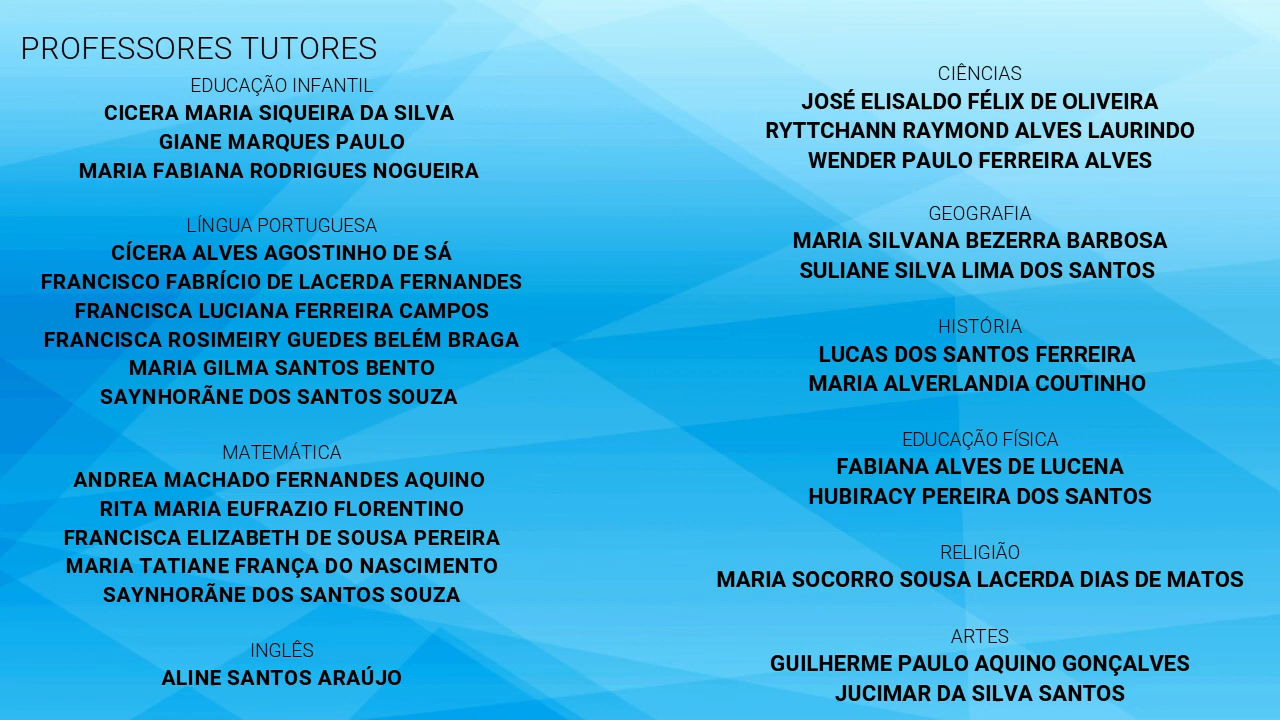 PROFESSORES TUTORES
EDUCAÇÃO INFANTIL
CICERA MARIA SIQUEIRA DA SILVA
GIANE MARQUES PAULO
MARIA FABIANA RODRIGUES NOGUEIRA
LÍNGUA PORTUGUESA
CÍCERA ALVES AGOSTINHO DE SÁ
FRANCISCO FABRÍCIO DE LACERDA FERNANDES
FRANCISCA LUCIANA FERREIRA CAMPOS
FRANCISCA ROSIMEIRY GUEDES BELÉM BRAGA
MARIA GILMA SANTOS BENTO
SAYNHORÃNE DOS SANTOS SOUZA
MATEMÁTICA
ANDREA MACHADO FERNANDES AQUINO
RITA MARIA EUFRAZIO FLORENTINO
FRANCISCA ELIZABETH DE SOUSA PEREIRA
MARIA TATIANE FRANÇA DO NASCIMENTO
SAYNHORÃNE DOS SANTOS SOUZA
INGLÊS
ALINE SANTOS ARAÚJO
CIÊNCIAS
JOSÉ ELISALDO FÉLIX DE OLIVEIRA
RYTTCHANN RAYMOND ALVES LAURINDO
WENDER PAULO FERREIRA ALVES
GEOGRAFIA
MARIA SILVANA BEZERRA BARBOSA
SULIANE SILVA LIMA DOS SANTOS
HISTÓRIA
LUCAS DOS SANTOS FERREIRA
MARIA ALVERLANDIA COUTINHO
EDUCAÇÃO FÍSICA
FABIANA ALVES DE LUCENA
HUBIRACY PEREIRA DOS SANTOS
RELIGIÃO
MARIA SOCORRO SOUSA LACERDA DIAS DE MATOS
ARTES
GUILHERME PAULO AQUINO GONÇALVES
JUCIMAR DA SILVA SANTOS